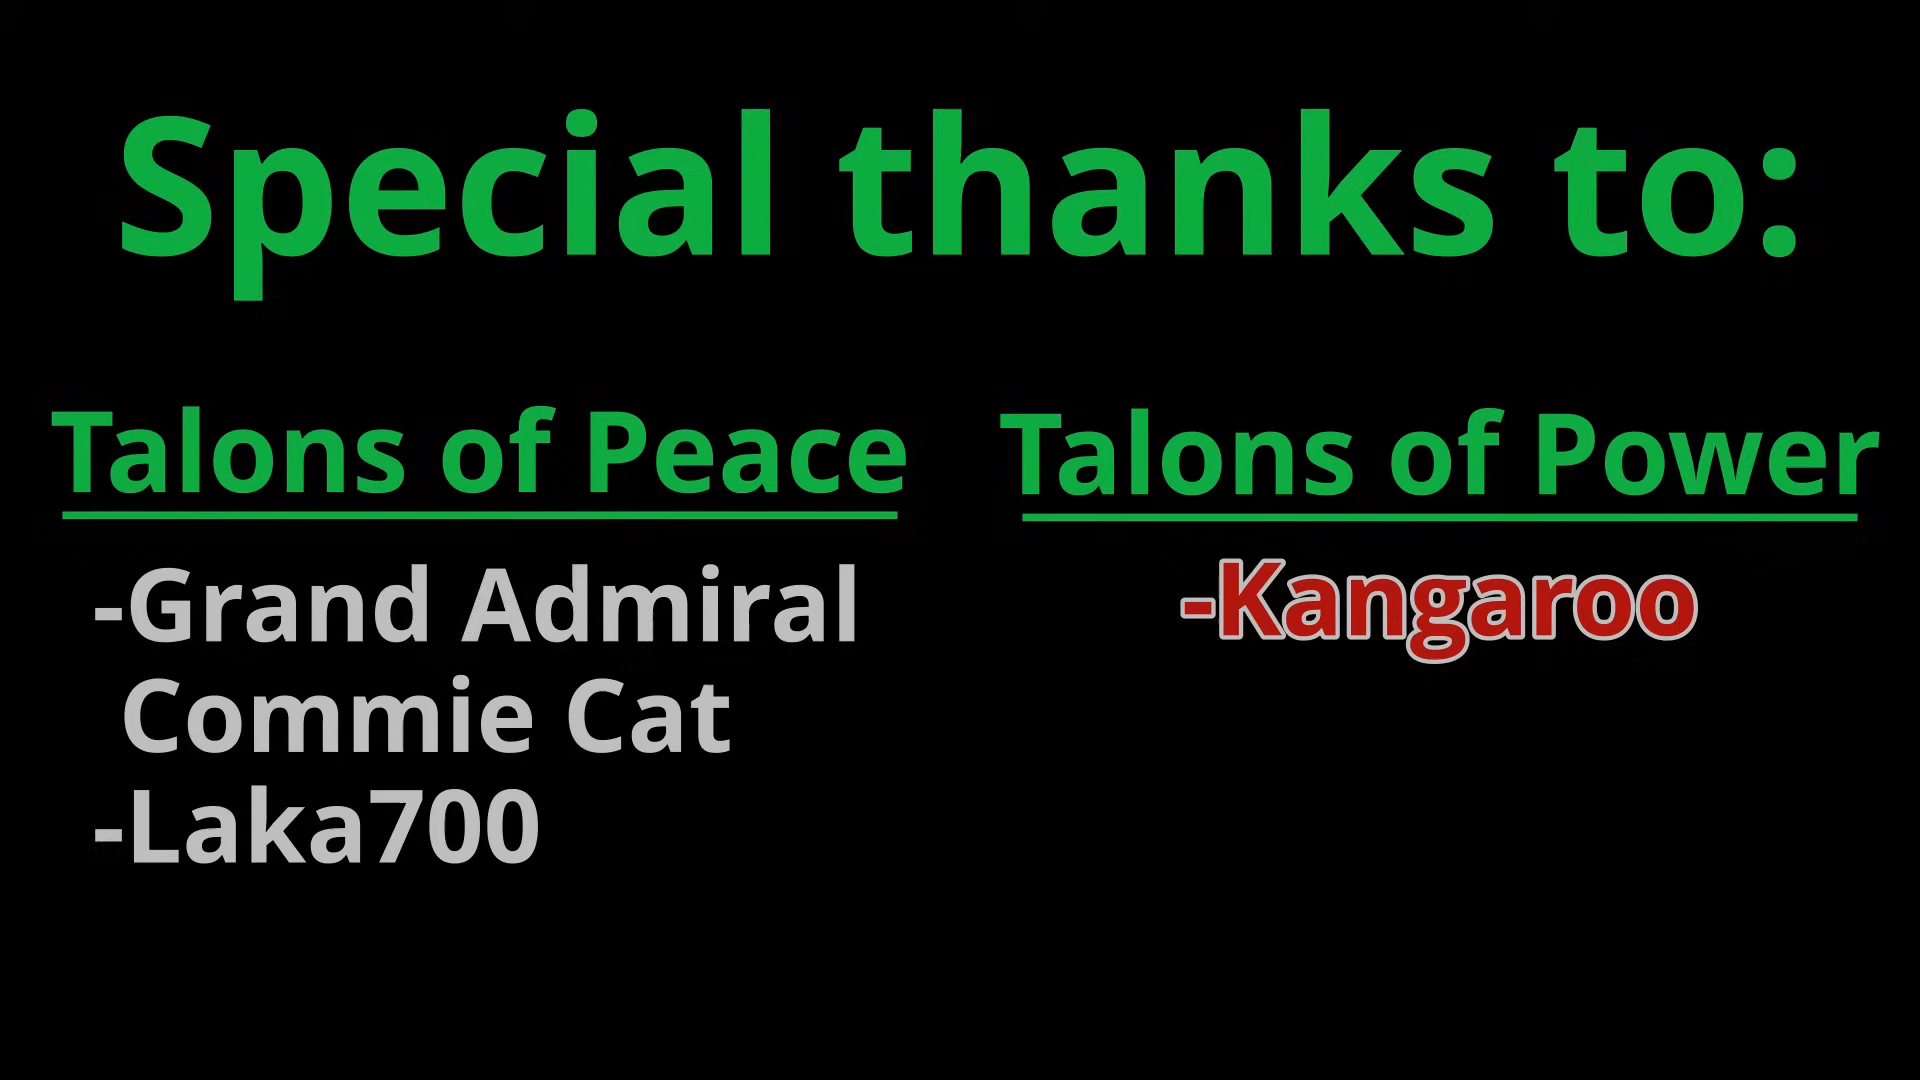 Special thanks to:
Talons of Peace
-Grand Admiral
Commie Cat
-Laka700
Talons of Power
-Kangaroo